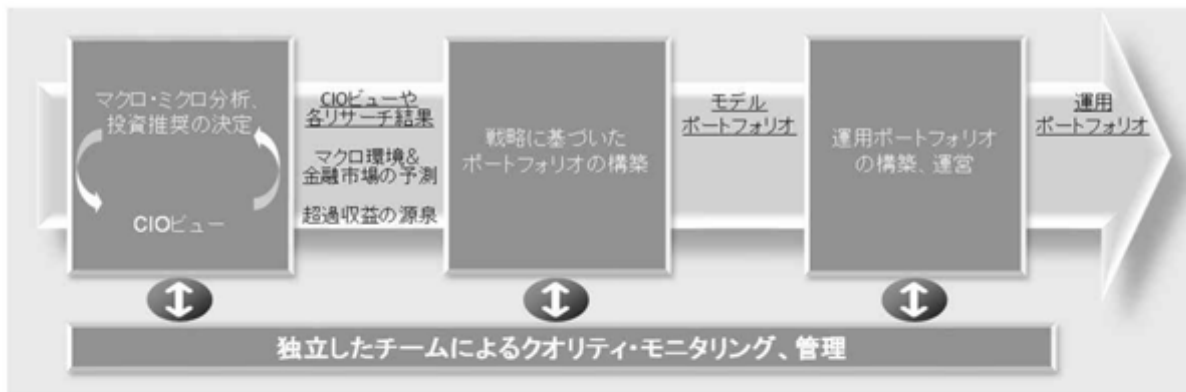 マクロ・ミクロ分析、
投資推奨の決定
CIOビュー
CIOビューや
各リサーチ結果
マクロ環境&
金融市場の予測
超過収益の源泉
戦略に基づいた
ポートフォリオの構築
モデル
ポートフォリオ
運用ポートフォリオ
の構築、運営
運用
ポートフォリオ
独立したチームによるクオリティ・モニタリング、管理